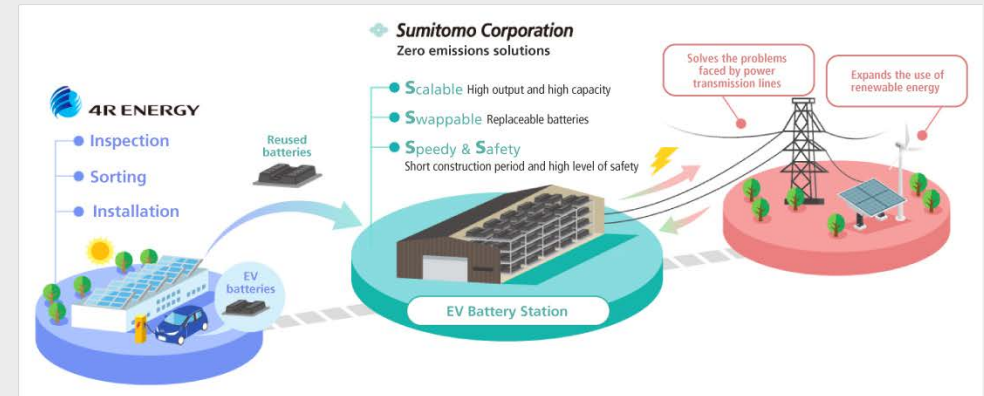 4R ENERGY
Inspection
Sorting
Installation
EV
batteries
Reused
batteries
Sumitomo Corporation
Zero emissions solutions
Scalable High output and high capacity
Swappable Replaceable batteries
Speedy & Safety
Short construction period and high level of safety
EV Battery Station
Solves the problems
faced by power
transmission lines
Expands the use of
renewable energy